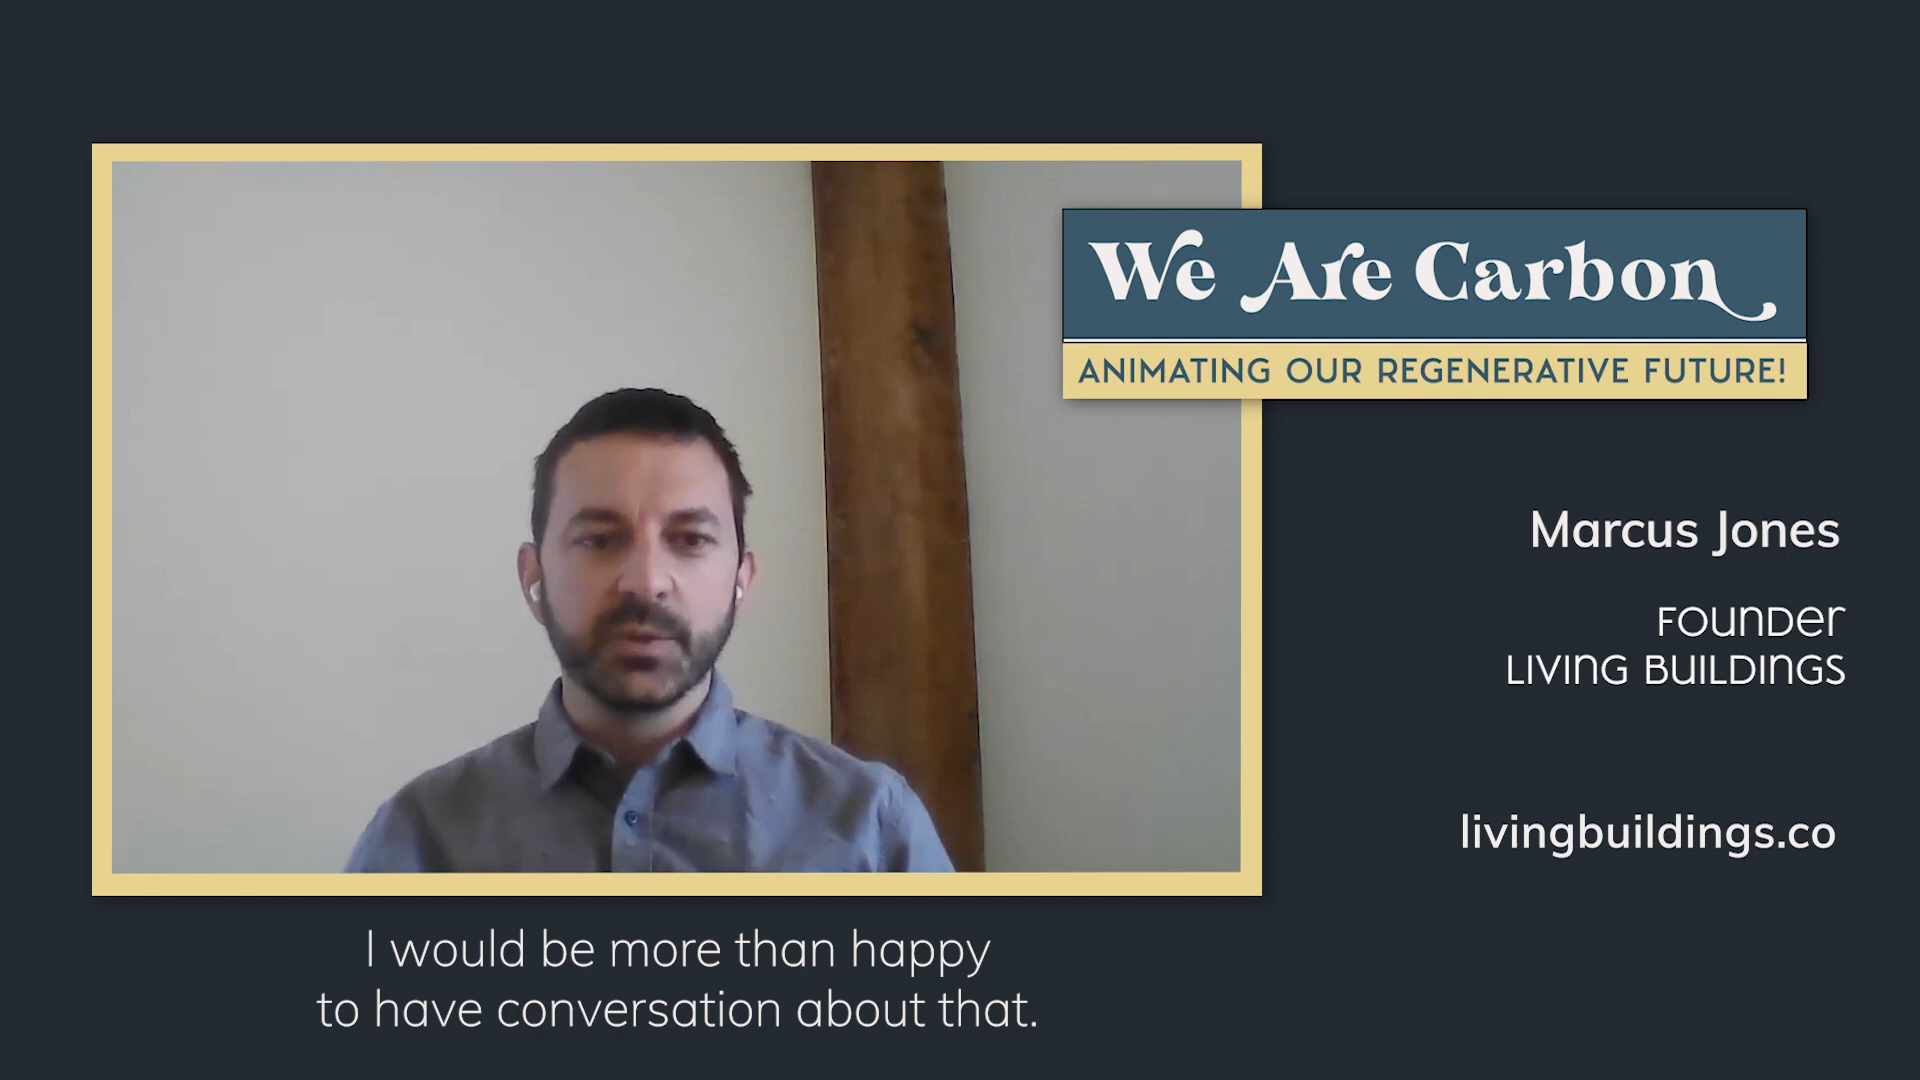 We Are Carbon
ANIMATING OUR REGENERATIVE FUTURE!
Marcus Jones
FOUNDER
LIVING BUILDINGS
livingbuildings.co
I would be more than happy
to have conversation about that.